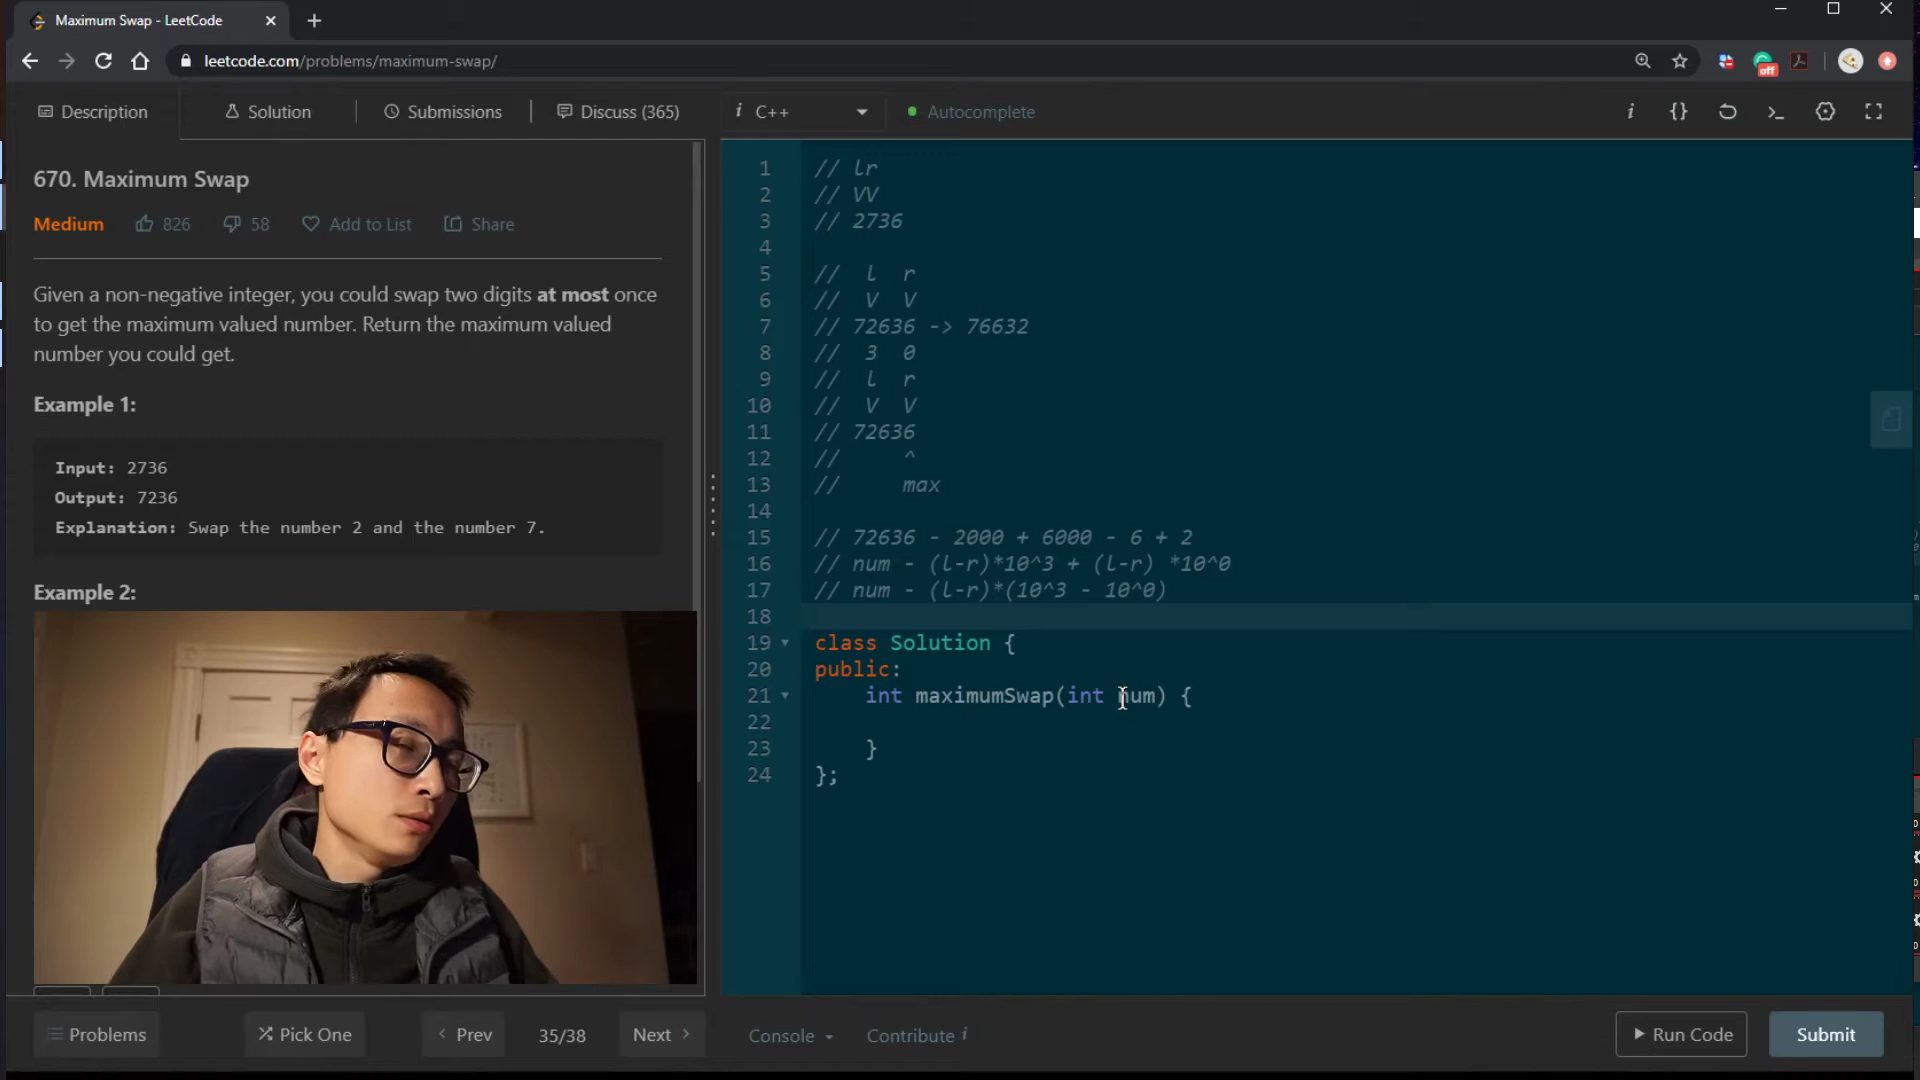 Maximum Swap - LeetCode
leetcode.com/problems/maximum-swap/
off
Description
Solution
Submissions
Discuss (365)
i C++
Autocomplete
670. Maximum Swap
Medium 826 58 Add to List Share
Given a non-negative integer, you could swap two digits at most once
to get the maximum valued number. Return the maximum valued
number you could get.
Example 1:
Input: 2736
Output: 7236
Explanation: Swap the number 2 and the number 7.
Example 2:
1 // lr
2 // VV
3 // 2736
4
5 // l r
6 // V V
7 // 72636 -> 76632
8 // 3 0
9 // l r
10 // V V
11 // 72636
12 // ^
13 // max
14
15 // 72636 - 2000 + 6000 - 6 + 2
16 // num - (l-r)*10^3 + (l-r) *10^0
17 // num - (l-r)*(10^3 - 10^0)
18
19 class Solution {
20 public:
21 int maximumSwap(int num) {
22
23 }
24 };
Problems
Pick One
Prev
35/38
Next
Console
Contribute i
Run Code
Submit